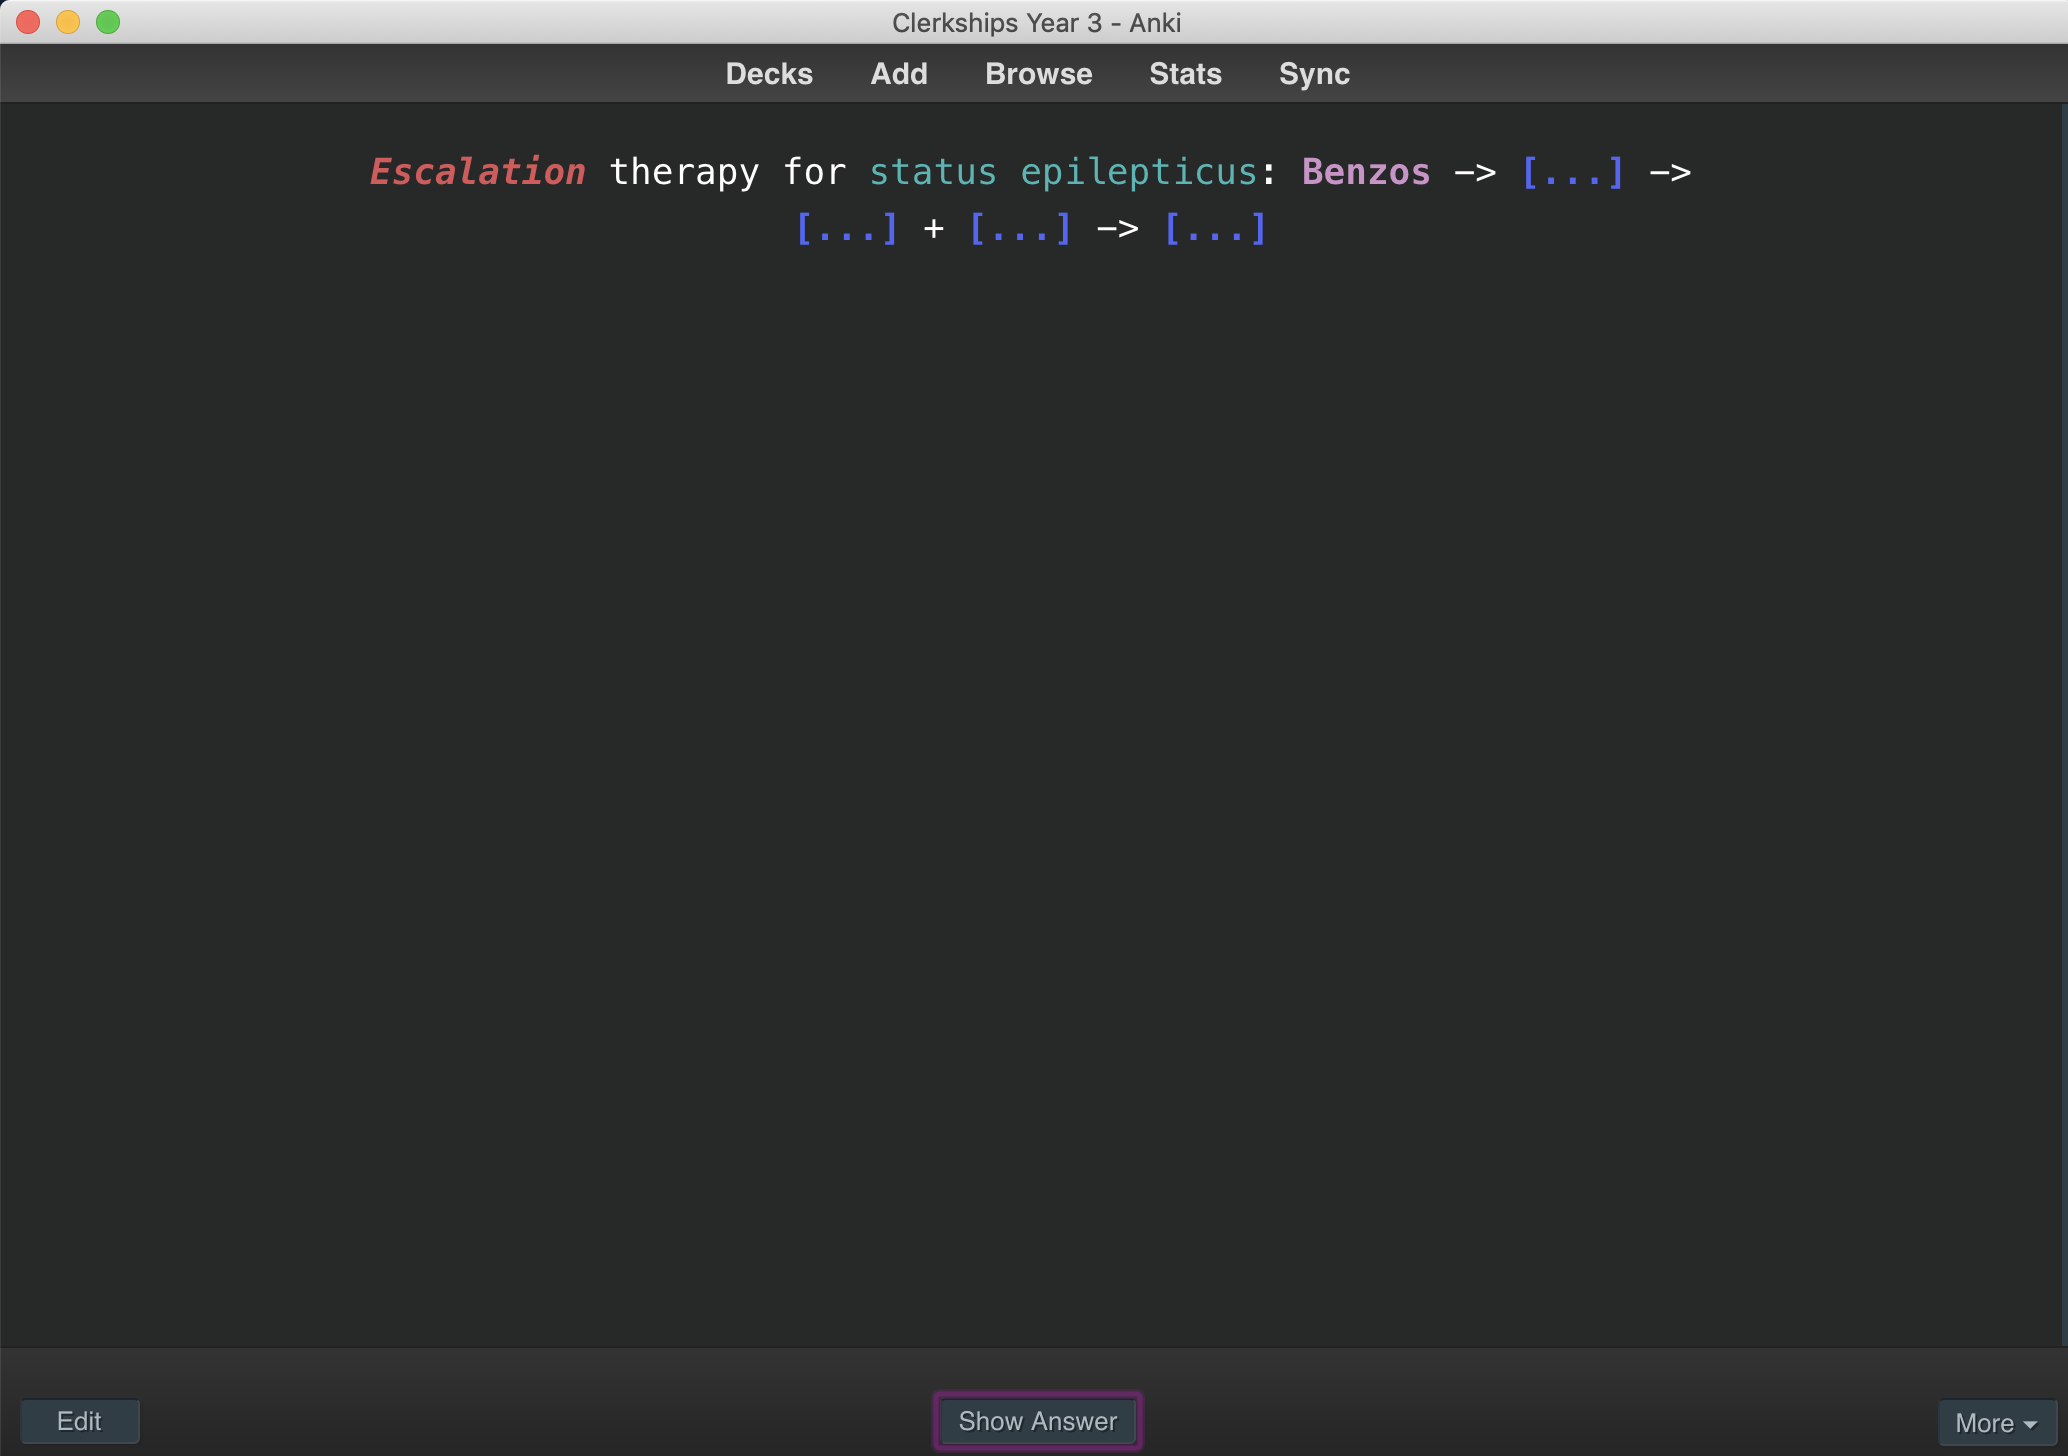 Clerkships Year 3 - Anki
Decks Add Browse Stats Sync
Escalation therapy for status epilepticus: Benzos –> [...] –>
[...] + [...] –> [...]
Edit Show Answer More